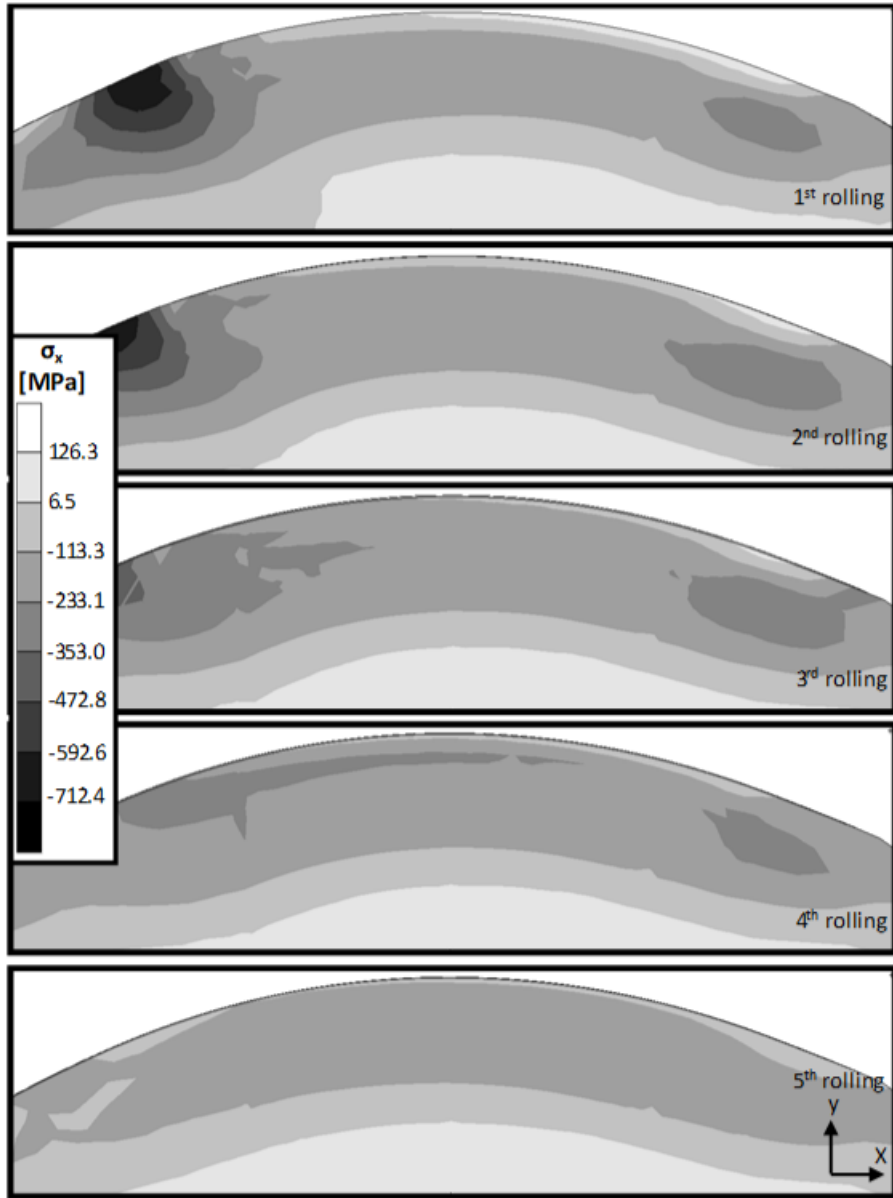 1st rolling
2nd rolling
σx
[MPa]
126.3
6.5
-113.3
-233.1
-353.0
-472.8
-592.6
-712.4
3rd rolling
4th rolling
5th rolling
y
X